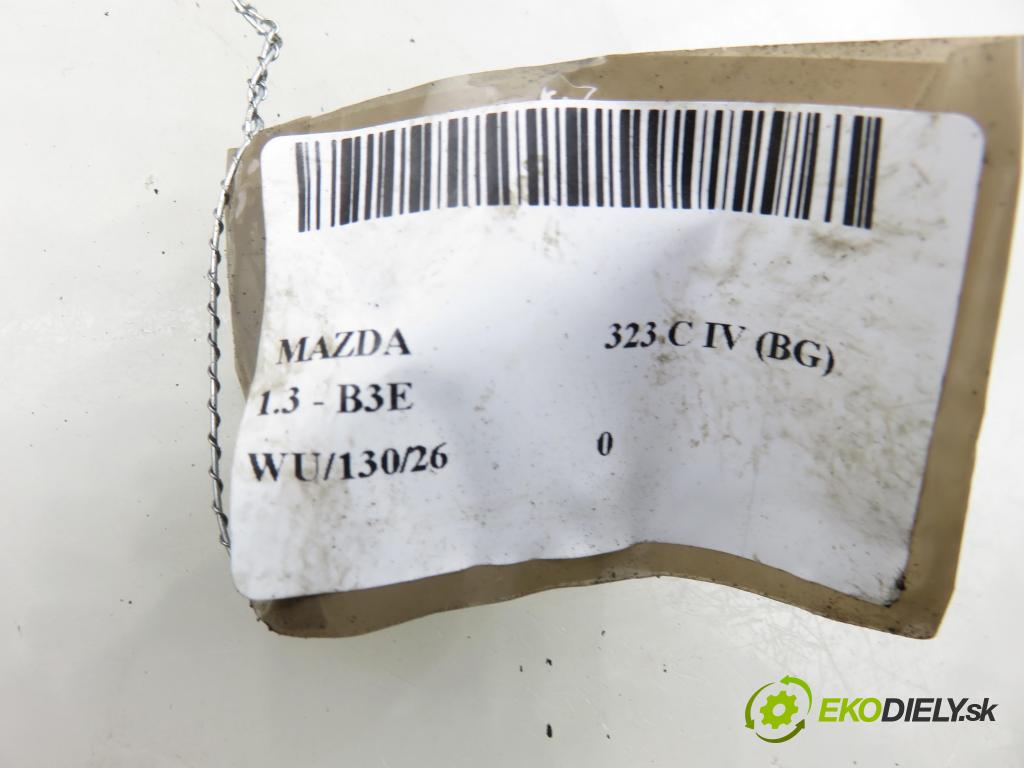 MAZDA 323 C IV (BG)
1.3 - B3E
WU/130/26 0
EKODIELY.sk